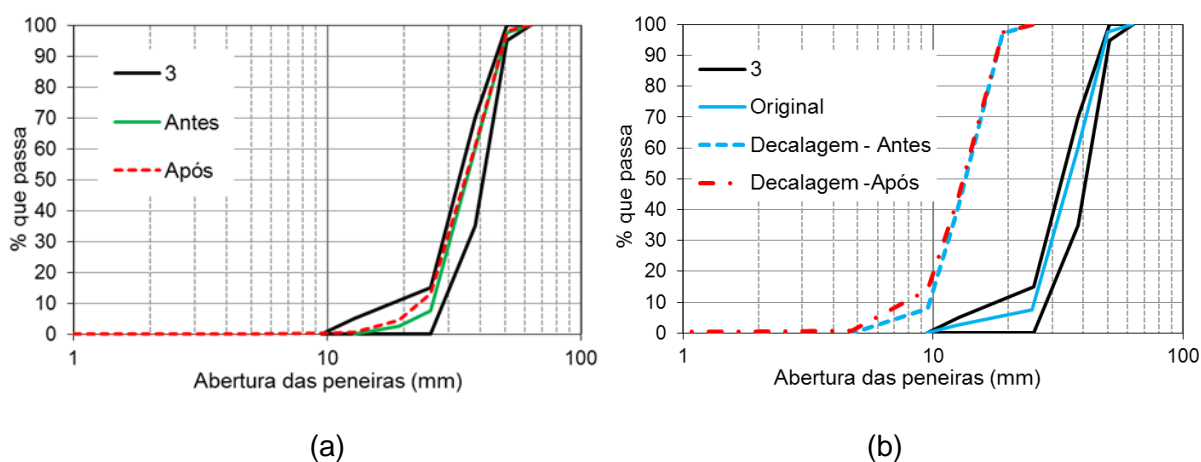 % que passa
100
90
80
70
60
50
40
30
20
10
0
3
Antes
Após
1
10
100
Abertura das peneiras (mm)
(a)
% que passa
100
90
80
70
60
50
40
30
20
10
0
3
Original
Decalagem - Antes
Decalagem -Após
1
10
100
Abertura das peneiras (mm)
(b)